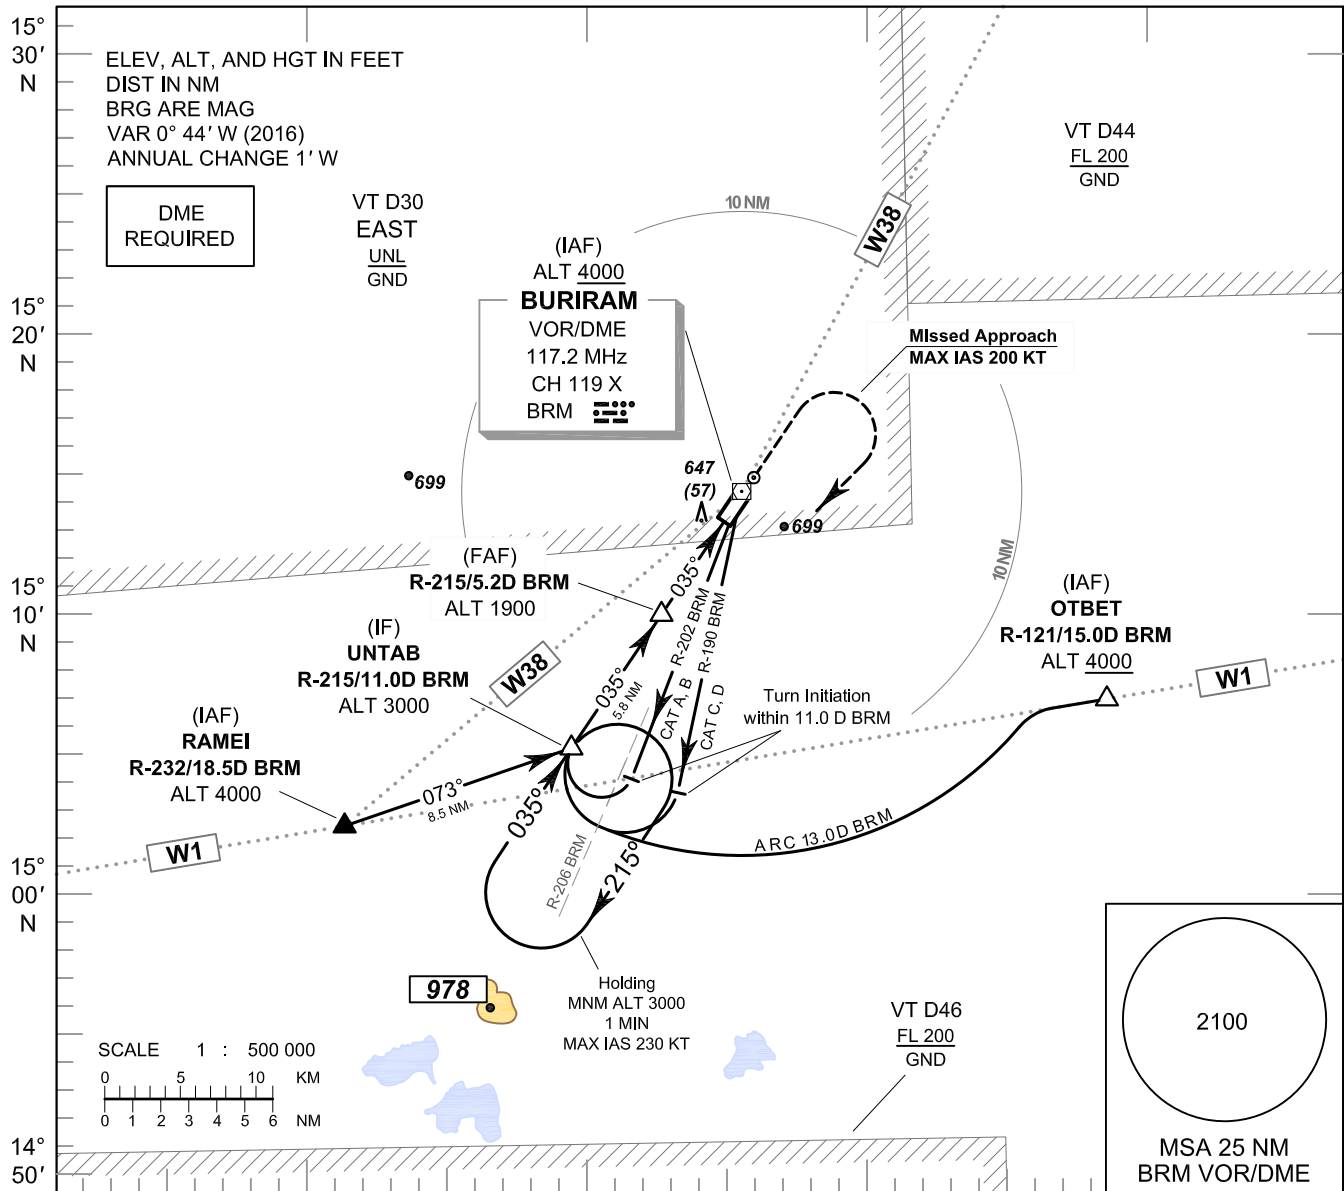 15°
30′
N
ELEV, ALT, AND HGT IN FEET
DIST IN NM
BRG ARE MAG
VAR 0° 44′ W (2016)
ANNUAL CHANGE 1′ W
DME
REQUIRED
VT D30
EAST
UNL
GND
VT D44
FL 200
GND
10 NM
W38
(IAF)
ALT 4000
BURIRAM
VOR/DME
117.2 MHz
CH 119 X
BRM
15°
20′
N
MIssed Approach
MAX IAS 200 KT
699
647
(57)
699
(FAF)
R-215/5.2D BRM
ALT 1900
035°
10 NM
15°
10′
N
(IF)
UNTAB
R-215/11.0D BRM
ALT 3000
W38
035°
5.8 NM
R-202 BRM
CAT A, B
R-190 BRM
CAT C, D
(IAF)
OTBET
R-121/15.0D BRM
ALT 4000
W1
Turn Initiation
within 11.0 D BRM
(IAF)
RAMEI
R-232/18.5D BRM
ALT 4000
073°
8.5 NM
035°
R-206 BRM
215°
ARC 13.0D BRM
W1
15°
00′
N
978
Holding
MNM ALT 3000
1 MIN
MAX IAS 230 KT
VT D46
FL 200
GND
2100
MSA 25 NM
BRM VOR/DME
SCALE 1 : 500 000
0 5 10 KM
0 1 2 3 4 5 6 NM
14°
50′